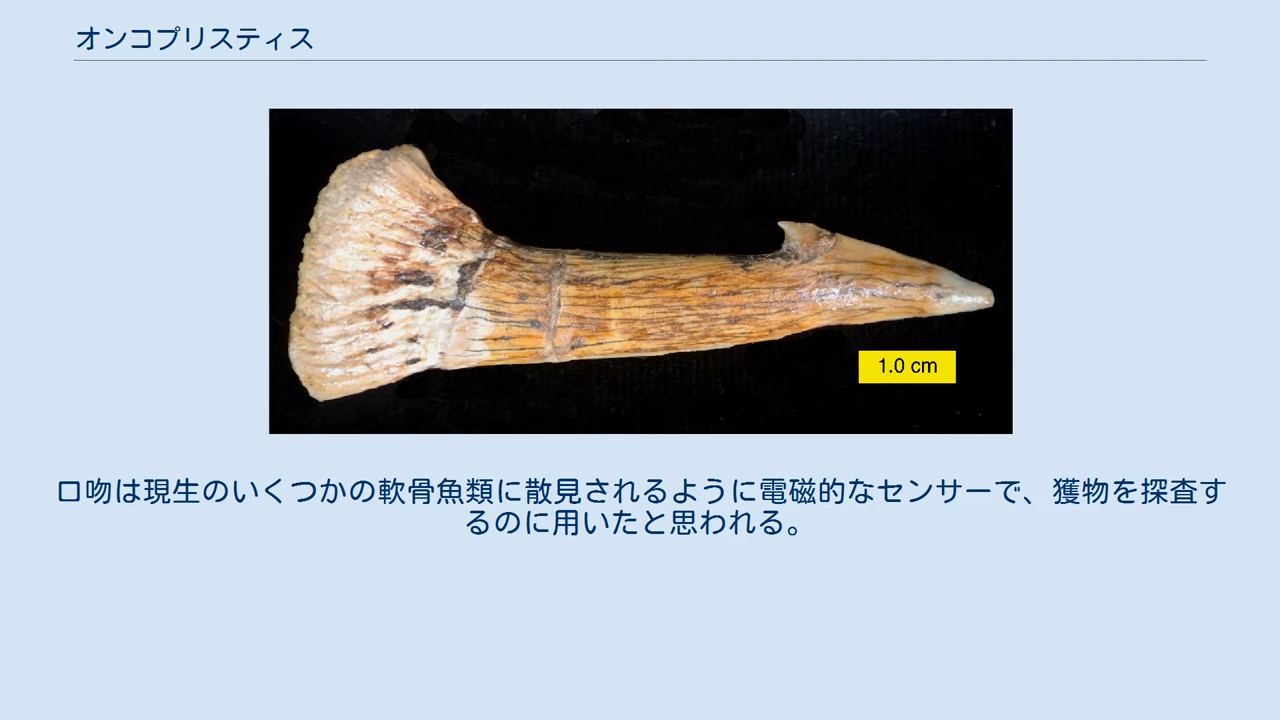 オンコプリスティス
1.0 cm
口吻は現生のいくつかの軟骨魚類に散見されるように電磁的なセンサーで、獲物を探査す
るのに用いたと思われる。